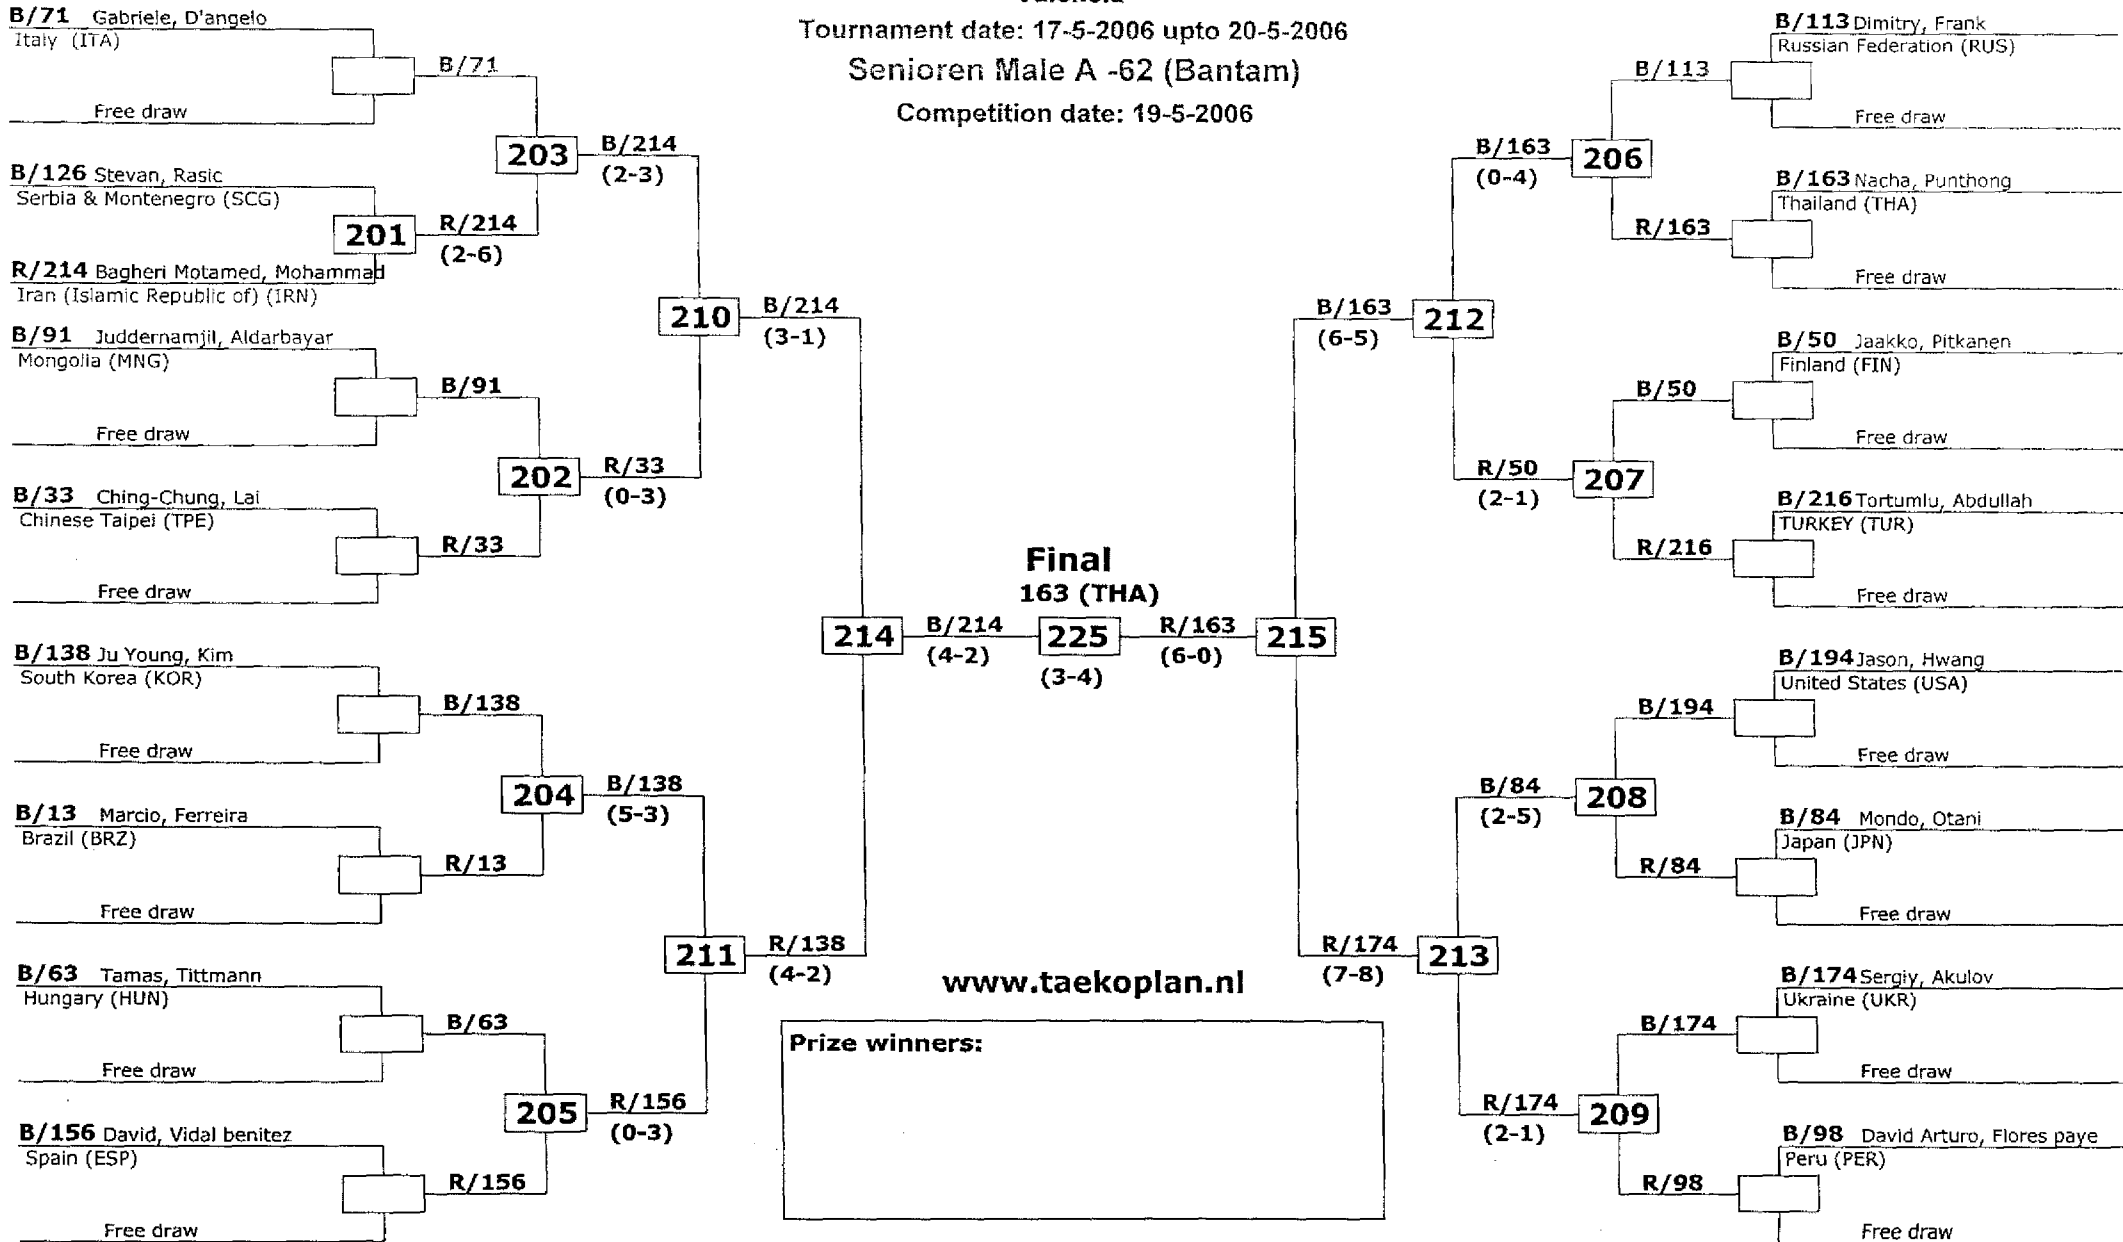 Tournament date: 17-5-2006 upto 20-5-2006
Senioren Male A -62 (Bantam)
Competition date: 19-5-2006
B/71 Gabriele, D'angelo
Italy (ITA)
B/71
Free draw
203
B/214
(2-3)
B/126 Stevan, Rasic
Serbia & Montenegro (SCG)
201
R/214
(2-6)
R/214 Bagheri Motamed, Mohammad
Iran (Islamic Republic of) (IRN)
210
B/214
(3-1)
B/91 Juddernamjil, Aldarbayar
Mongolia (MNG)
B/91
Free draw
202
R/33
(0-3)
B/33 Ching-Chung, Lai
Chinese Taipei (TPE)
R/33
Free draw
214
B/214
(4-2)
B/138 Ju Young, Kim
South Korea (KOR)
B/138
Free draw
204
B/138
(5-3)
B/13 Marcio, Ferreira
Brazil (BRZ)
R/13
Free draw
211
R/138
(4-2)
B/63 Tamas, Tittmann
Hungary (HUN)
B/63
Free draw
205
R/156
(0-3)
B/156 David, Vidal benitez
Spain (ESP)
R/156
Free draw
Final
163 (THA)
225
(3-4)
R/163
(6-0)
215
www.taekoplan.nl
Prize winners:
B/113 Dimitry, Frank
Russian Federation (RUS)
B/113
Free draw
B/163
(0-4)
206
B/163 Nacha, Punthong
Thailand (THA)
R/163
Free draw
B/163
(6-5)
212
B/50 Jaakko, Pitkanen
Finland (FIN)
B/50
Free draw
R/50
(2-1)
207
B/216 Tortumlu, Abdullah
TURKEY (TUR)
R/216
Free draw
B/194 Jason, Hwang
United States (USA)
B/194
Free draw
B/84
(2-5)
208
B/84 Mondo, Otani
Japan (JPN)
R/84
Free draw
R/174
(7-8)
213
B/174 Sergiy, Akulov
Ukraine (UKR)
B/174
Free draw
R/174
(2-1)
209
B/98 David Arturo, Flores paye
Peru (PER)
R/98
Free draw